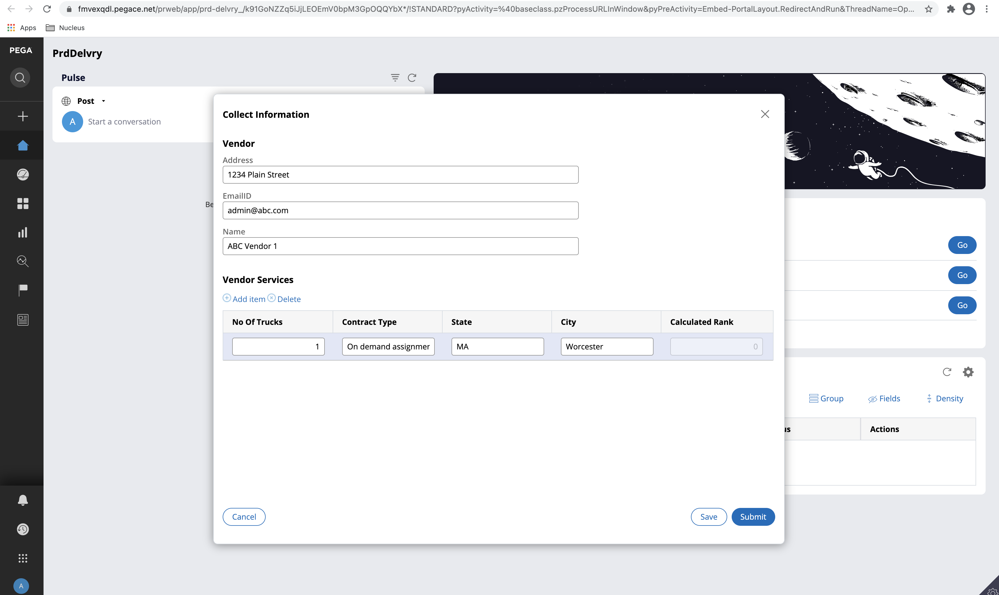 fmvexqdl.pegace.net/prweb/app/prd-delvry_/k91GoNZZq5iJjLEOEmV0bpM3GpOQQYbX*/!STANDARD?pyActivity=%40baseclass.pzProcessURLInWindow&pyPreActivity=Embed-PortalLayout.RedirectAndRun&ThreadName=Op...
Apps Nucleus
PEGA
PrdDelvry
Pulse
Post
A Start a conversation
Be
Collect Information
Vendor
Address
1234 Plain Street
EmailID
admin@abc.com
Name
ABC Vendor 1
Vendor Services
Add item Delete
No Of Trucks Contract Type State City Calculated Rank
1 On demand assignmer MA Worcester 0
Cancel Save Submit
Go
Go
Go
Group Fields Density
us Actions
A